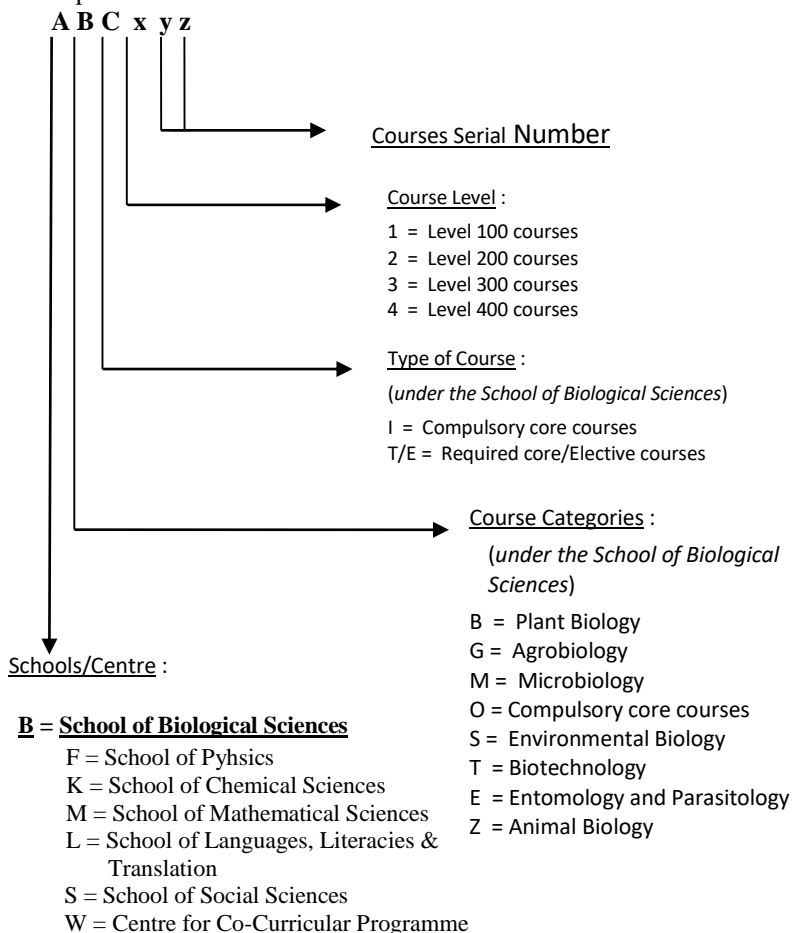 A B C x y z
Courses Serial Number
Course Level :
1 = Level 100 courses
2 = Level 200 courses
3 = Level 300 courses
4 = Level 400 courses
Type of Course :
(under the School of Biological Sciences)
I = Compulsory core courses
T/E = Required core/Elective courses
Course Categories :
(under the School of Biological
Sciences)
B = Plant Biology
G = Agrobiology
M = Microbiology
O = Compulsory core courses
S = Environmental Biology
T = Biotechnology
E = Entomology and Parasitology
Z = Animal Biology
Schools/Centre :
B = School of Biological Sciences
F = School of Pyhsics
K = School of Chemical Sciences
M = School of Mathematical Sciences
L = School of Languages, Literacies &
Translation
S = School of Social Sciences
W = Centre for Co-Curricular Programme